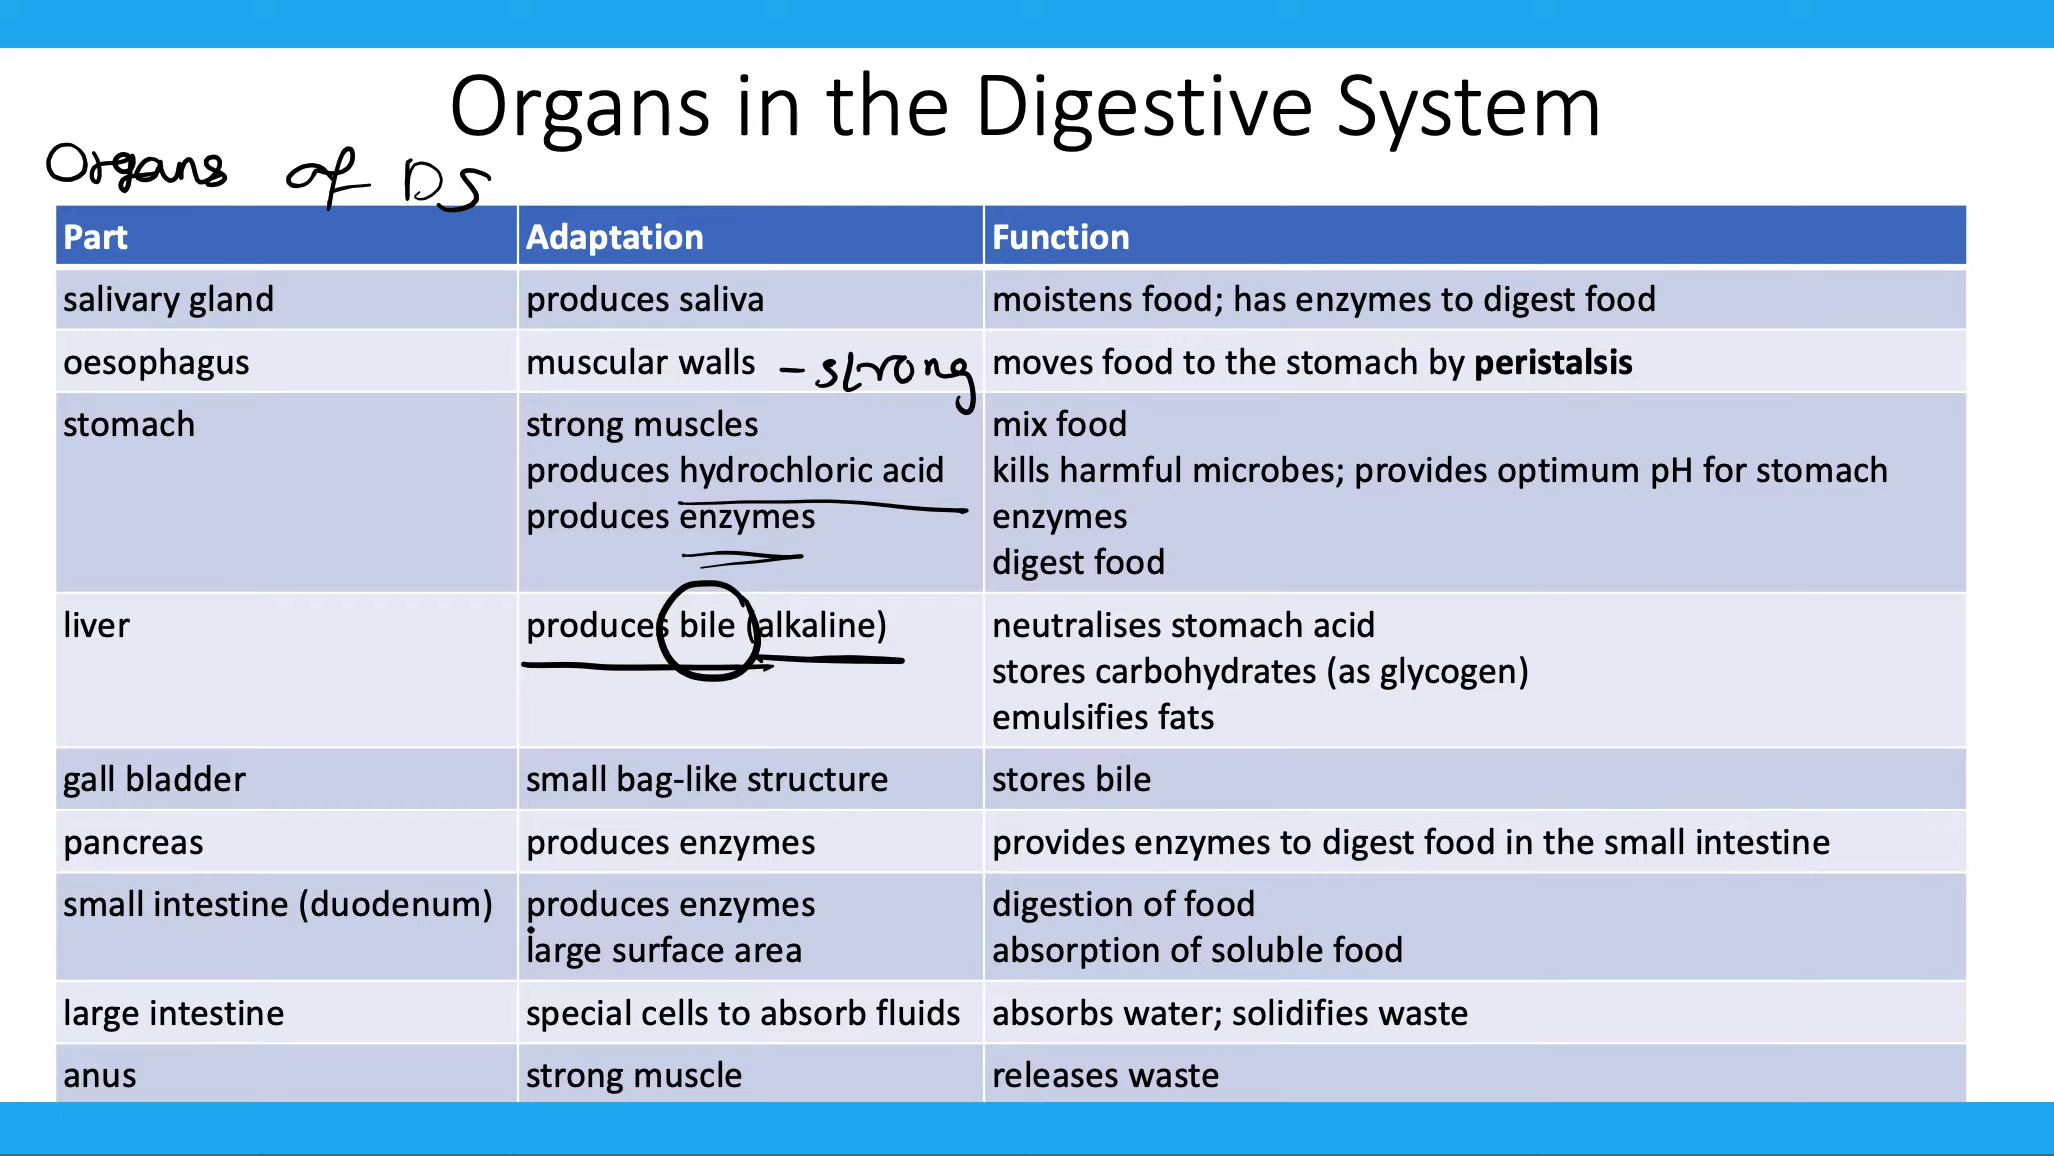 Organs in the Digestive System
Organs of DS
Part Adaptation Function
salivary gland produces saliva moistens food; has enzymes to digest food
oesophagus muscular walls - strong moves food to the stomach by peristalsis
stomach strong muscles mix food
produces hydrochloric acid kills harmful microbes; provides optimum pH for stomach
produces enzymes enzymes
digest food
liver produces bile (alkaline) neutralises stomach acid
stores carbohydrates (as glycogen)
emulsifies fats
gall bladder small bag-like structure stores bile
pancreas produces enzymes provides enzymes to digest food in the small intestine
small intestine (duodenum) produces enzymes digestion of food
large surface area absorption of soluble food
large intestine special cells to absorb fluids absorbs water; solidifies waste
anus strong muscle releases waste